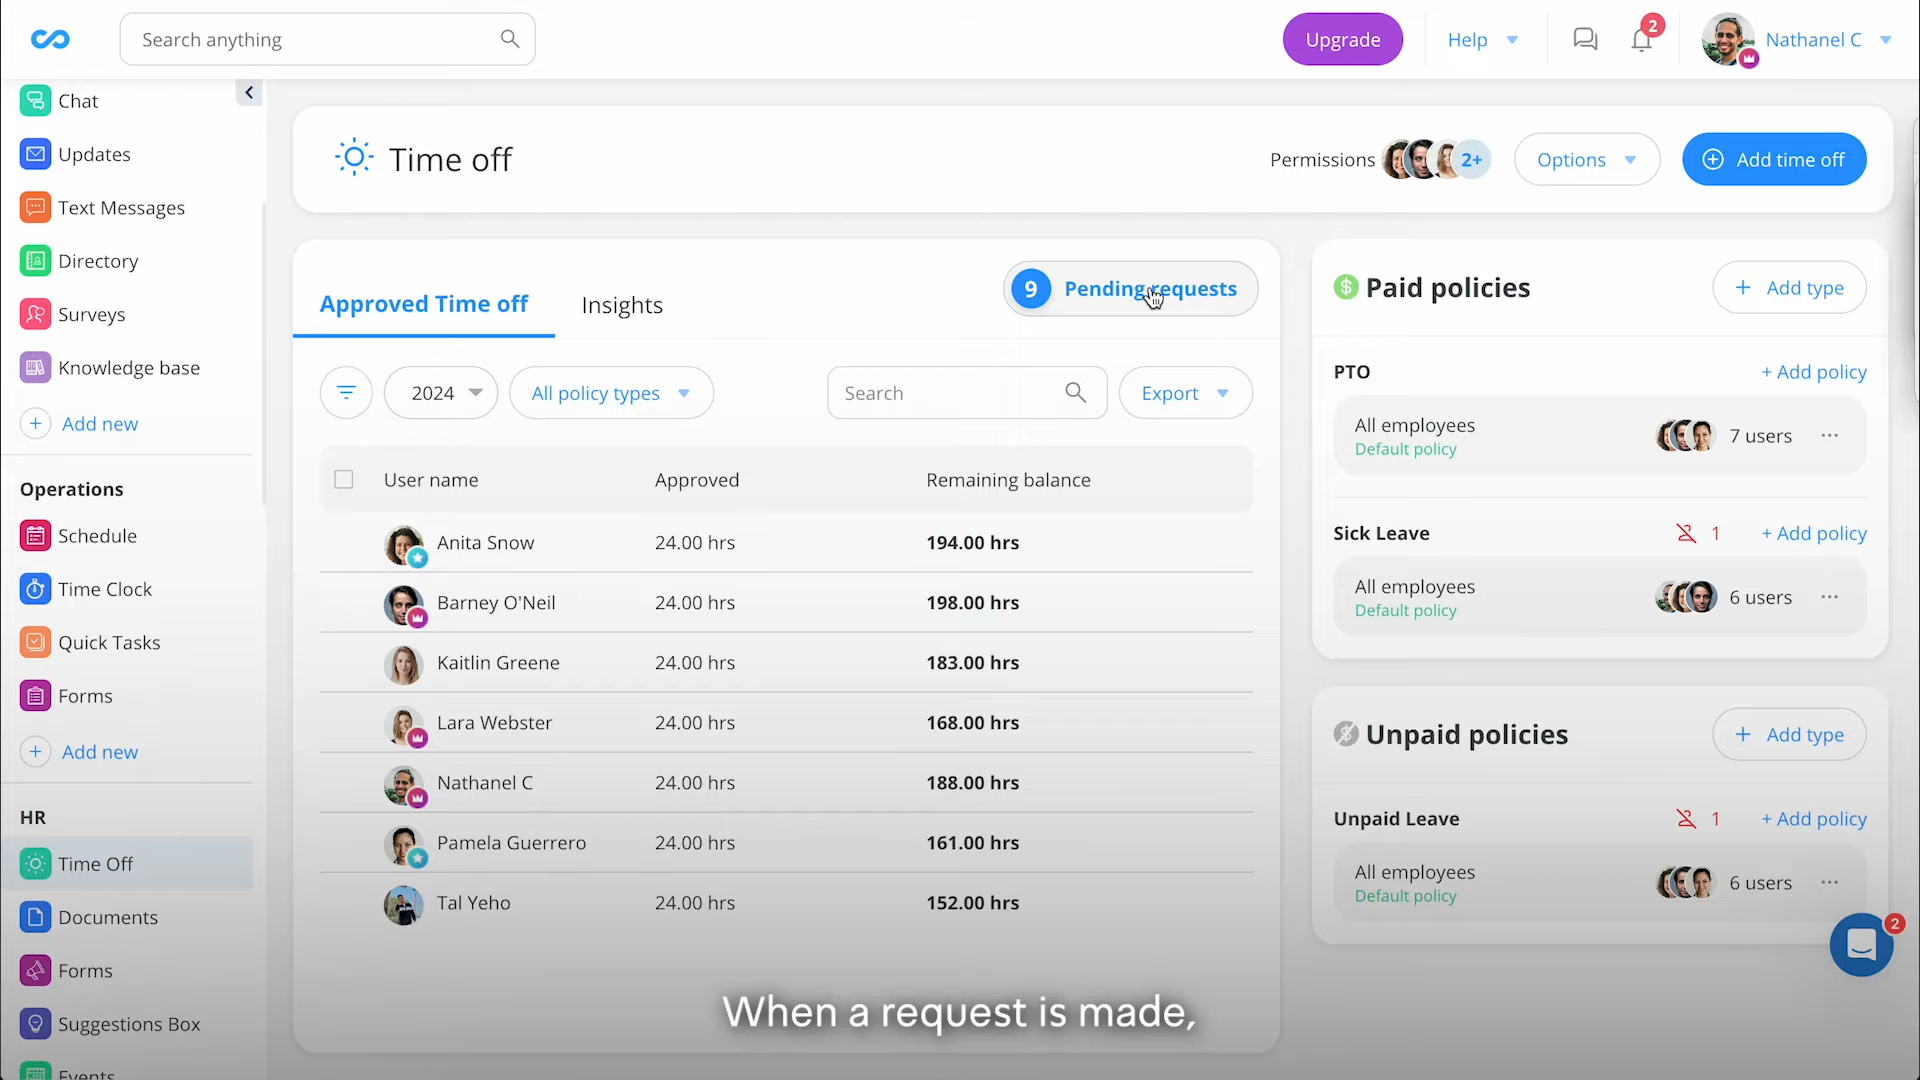 Search anything
Upgrade
Help
2
Nathanel C
Chat
Updates
Text Messages
Directory
Surveys
Knowledge base
Add new
Operations
Schedule
Time Clock
Quick Tasks
Forms
Add new
HR
Time Off
Documents
Forms
Suggestions Box
Events
Time off
Permissions
2+
Options
Add time off
Approved Time off
Insights
9
Pending requests
2024
All policy types
Search
Export
User name Approved Remaining balance
Anita Snow 24.00 hrs 194.00 hrs
Barney O'Neil 24.00 hrs 198.00 hrs
Kaitlin Greene 24.00 hrs 183.00 hrs
Lara Webster 24.00 hrs 168.00 hrs
Nathanel C 24.00 hrs 188.00 hrs
Pamela Guerrero 24.00 hrs 161.00 hrs
Tal Yeho 24.00 hrs 152.00 hrs
Paid policies
+ Add type
PTO
+ Add policy
All employees
Default policy
7 users
Sick Leave
1
+ Add policy
All employees
Default policy
6 users
Unpaid policies
+ Add type
Unpaid Leave
1
+ Add policy
All employees
Default policy
6 users
2
When a request is made,